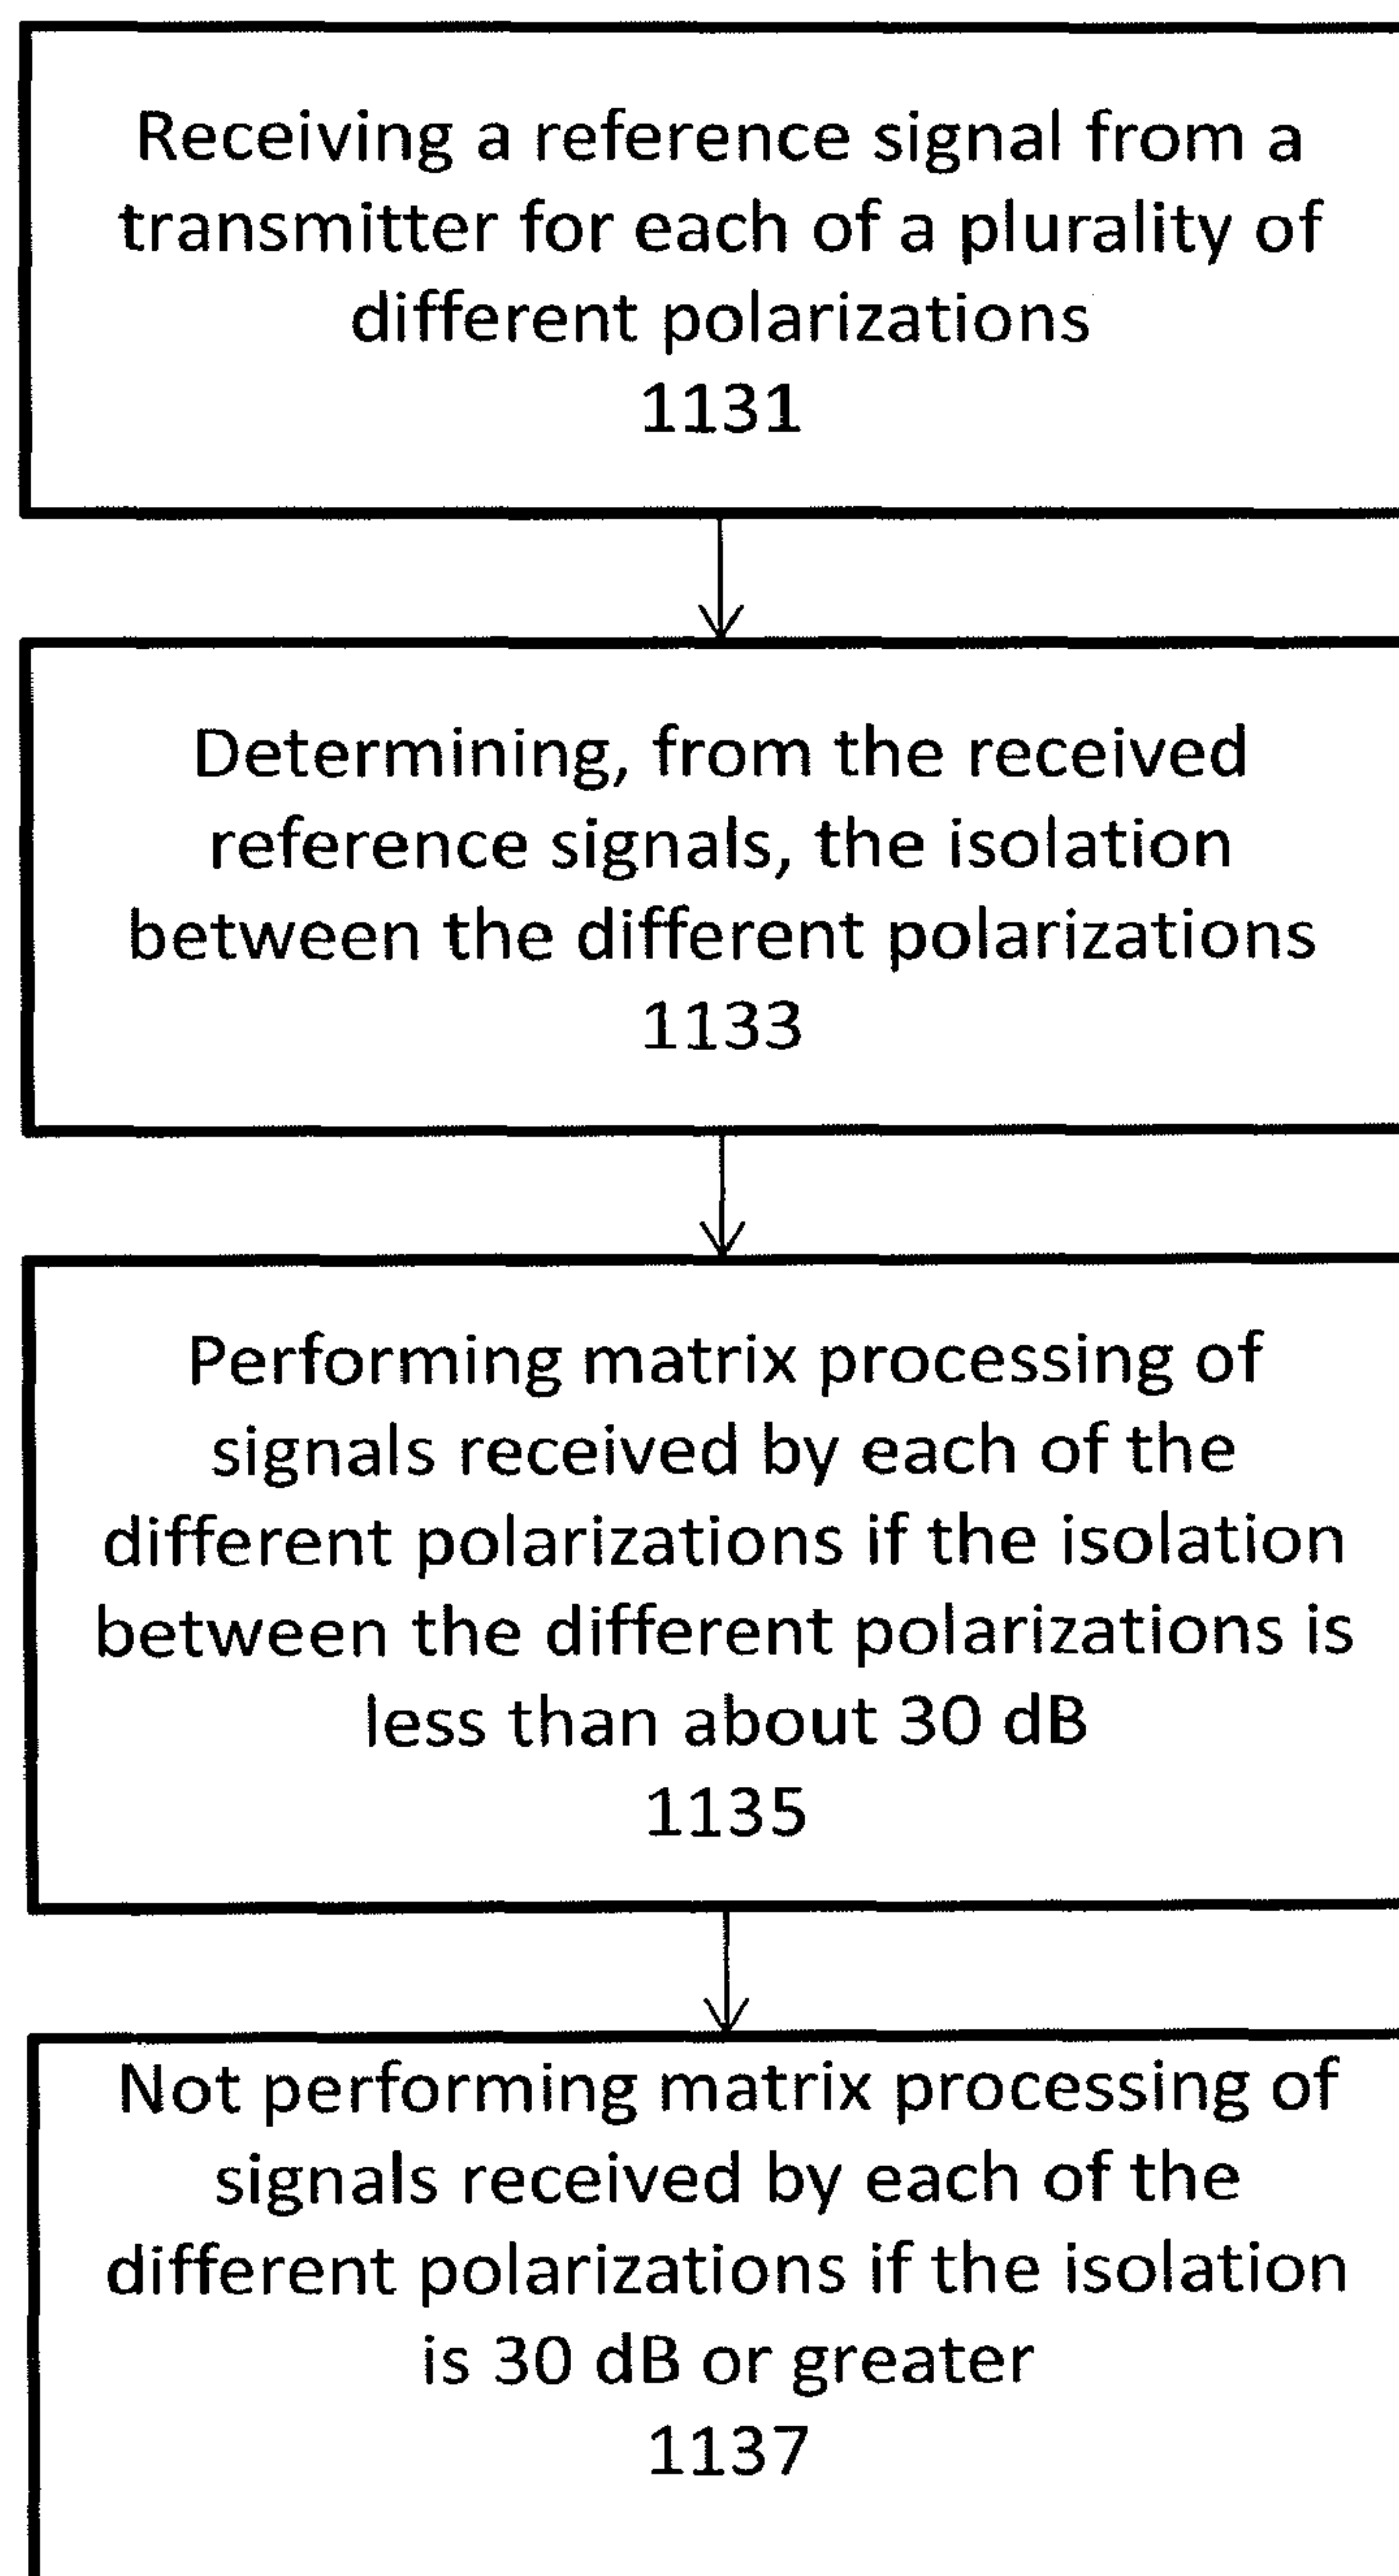 Receiving a reference signal from a
transmitter for each of a plurality of
different polarizations
1131
Determining, from the received
reference signals, the isolation
between the different polarizations
1133
Performing matrix processing of
signals received by each of the
different polarizations if the isolation
between the different polarizations is
less than about 30 dB
1135
Not performing matrix processing of
signals received by each of the
different polarizations if the isolation
is 30 dB or greater
1137